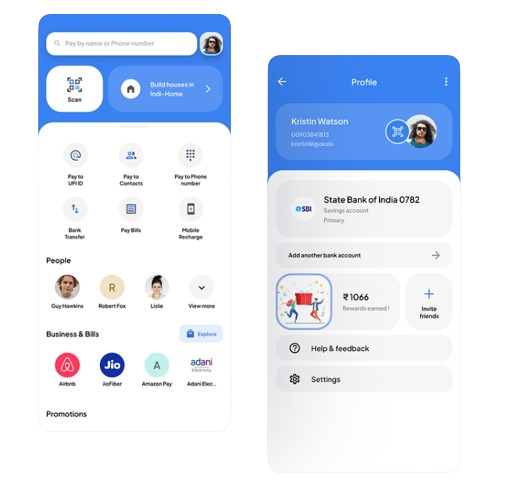 Pay by name or Phone number
Scan
Build houses in
Indi-Home
Pay to
UPI ID
Pay to
Contacts
Pay to Phone
number
Bank
Transfer
Pay Bills
Mobile
Recharge
People
Guy Hawkins
R
Robert Fox
Lislie
View more
Business & Bills
Explore
Airbnb
Jio
JioFiber
A
Amazon Pay
adani
Electricity
Adani Elec..
Promotions
Profile
Kristin Watson
00903841813
kristinW@oksbi
SBI
State Bank of India 0782
Savings account
Primary
Add another bank account
₹1066
Rewards earned !
Invite
friends
Help & feedback
Settings